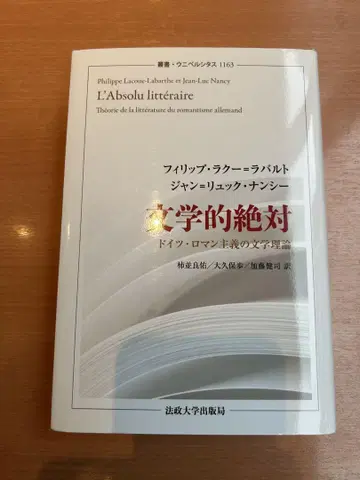 叢書・ウニベルシタス 1163
Philippe Lacoue-Labarthe et Jean-Luc Nancy
L'Absolu littéraire
Théorie de la littérature du romantisme allemand
フィリップ・ラクー=ラバルト
ジャン=リュック・ナンシー
文学的絶対
ドイツ・ロマン主義の文学理論
柿並良佑/大久保歩/加藤健司 訳
法政大学出版局